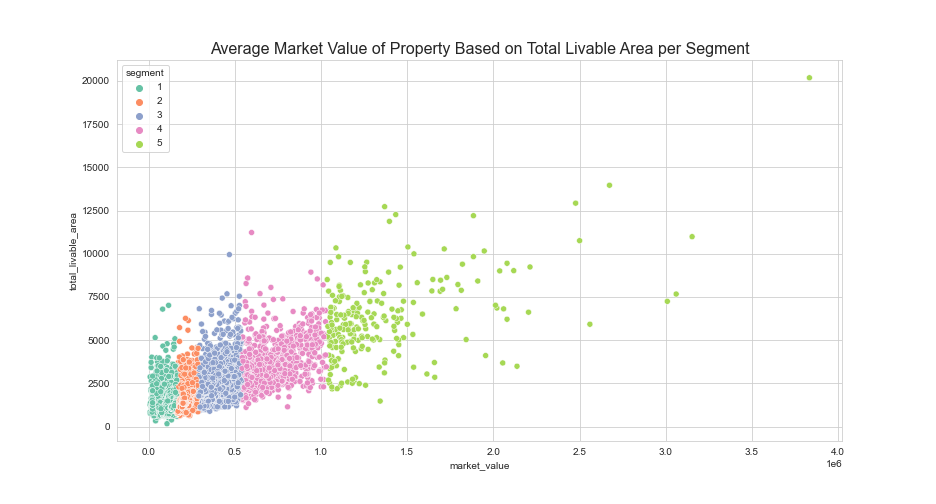 Average Market Value of Property Based on Total Livable Area per Segment
segment
1
2
3
4
5
20000
17500
15000
12500
10000
7500
5000
2500
0
total_livable_area
0.0 0.5 1.0 1.5 2.0 2.5 3.0 3.5 4.0
1e6
market_value